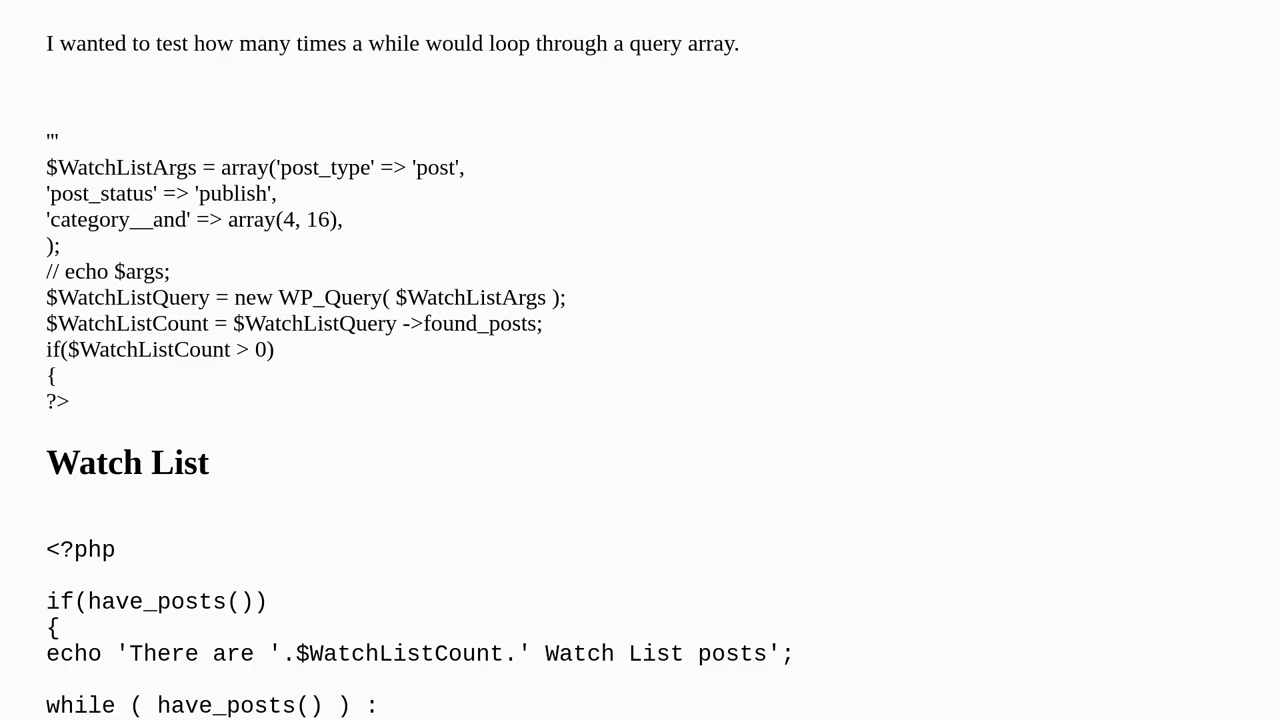 I wanted to test how many times a while would loop through a query array.
'''
$WatchListArgs = array('post_type' => 'post',
'post_status' => 'publish',
'category__and' => array(4, 16),
);
// echo $args;
$WatchListQuery = new WP_Query( $WatchListArgs );
$WatchListCount = $WatchListQuery ->found_posts;
if($WatchListCount > 0)
{
?>
Watch List
<?php
if(have_posts())
{
echo 'There are '.$WatchListCount.' Watch List posts';
while ( have_posts() ) :